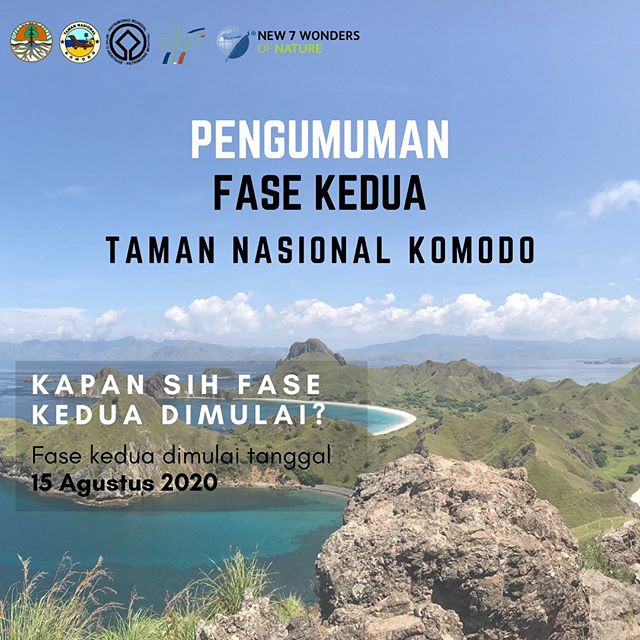 NEW 7 WONDERS
OF NATURE
PENGUMUMAN
FASE KEDUA
TAMAN NASIONAL KOMODO
KAPAN SIH FASE
KEDUA DIMULAI?
Fase kedua dimulai tanggal
15 Agustus 2020